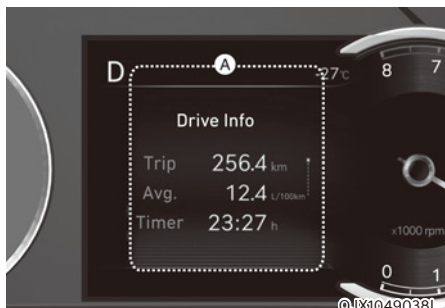 D
A
-27°C
8 7
Drive Info
Trip 256.4 km
Avg. 12.4 L/100km
Timer 23:27 h
x1000 rpm
0 1
OJX1049038L